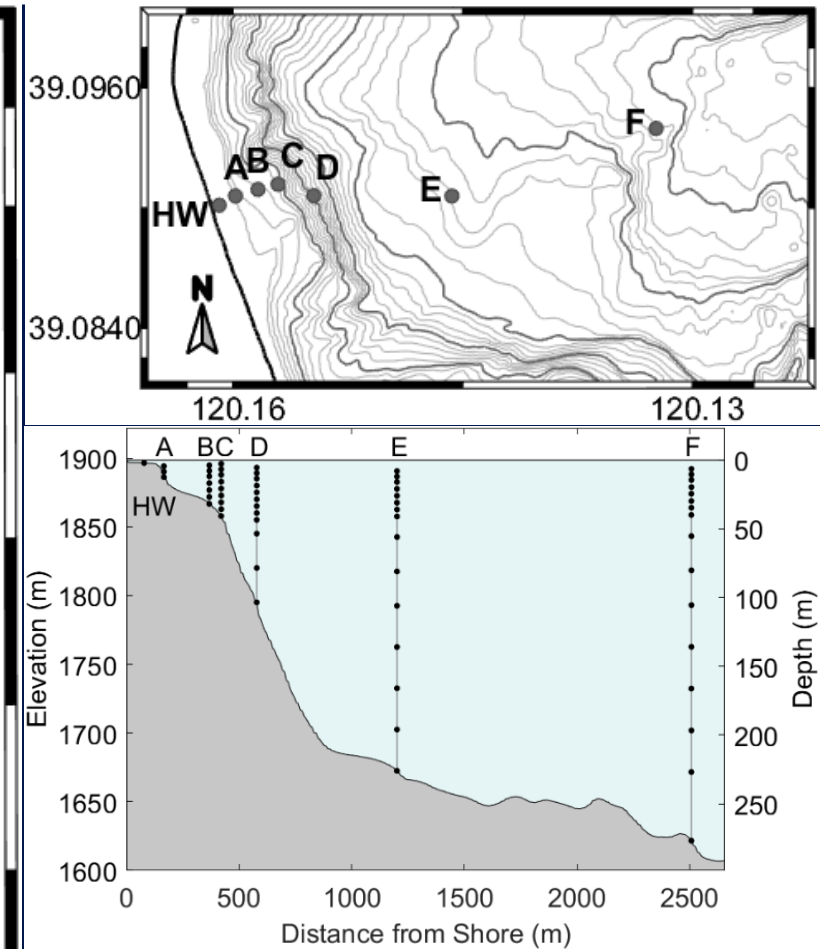 39.0960
39.0840
120.16 120.13
HW A B C D E F
N
A B C D E F
HW
1900
1850
1800
1750
1700
1650
1600
Elevation (m)
0
50
100
150
200
250
Depth (m)
0 500 1000 1500 2000 2500
Distance from Shore (m)